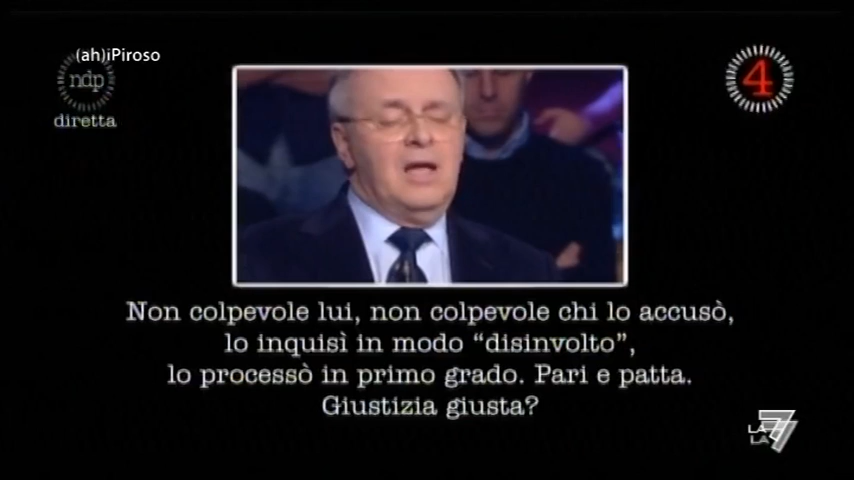 (ah)iPiroso
ndp
diretta
4
Non colpevole lui, non colpevole chi lo accusò,
lo inquisì in modo “disinvolto”,
lo processò in primo grado. Pari e patta.
Giustizia giusta?
LA7
LA